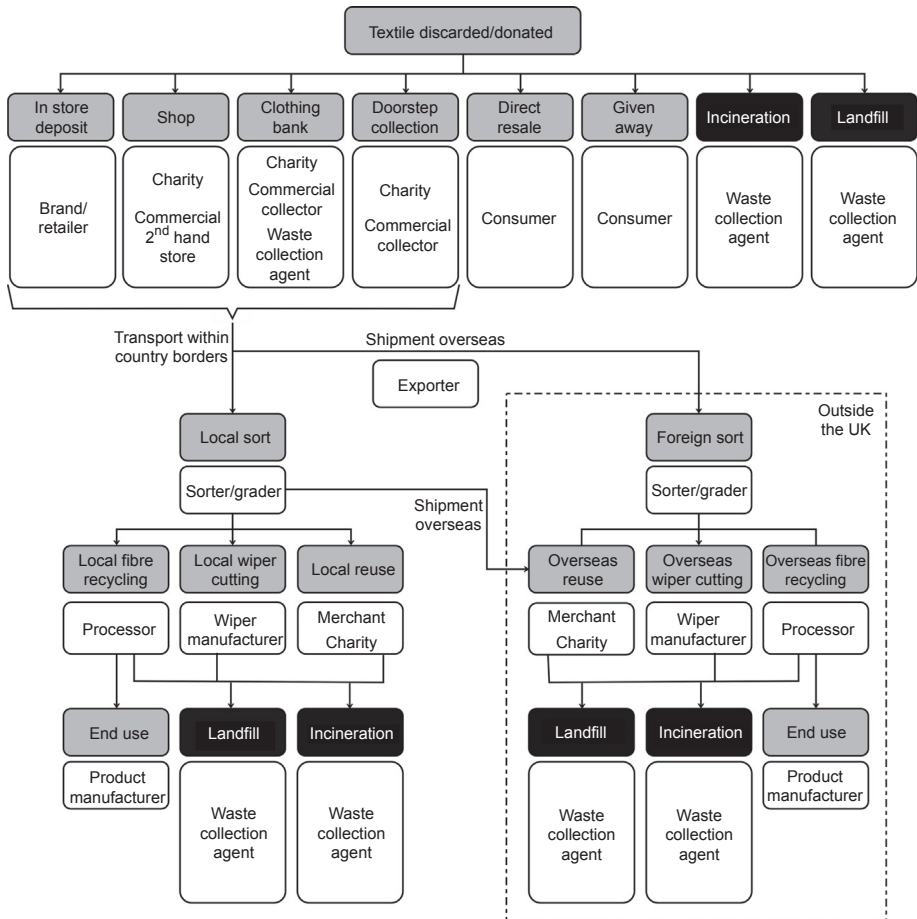 Textile discarded/donated
In store
deposit
Shop
Clothing
bank
Doorstep
collection
Direct
resale
Given
away
Incineration
Landfill
Brand/
retailer
Charity
Commercial
2nd hand
store
Charity
Commercial
collector
Waste
collection
agent
Charity
Commercial
collector
Consumer
Consumer
Waste
collection
agent
Waste
collection
agent
Transport within
country borders
Shipment overseas
Exporter
Outside
the UK
Local sort
Foreign sort
Sorter/grader
Sorter/grader
Shipment
overseas
Local fibre
recycling
Local wiper
cutting
Local reuse
Overseas
reuse
Overseas
wiper cutting
Overseas fibre
recycling
Processor
Wiper
manufacturer
Merchant
Charity
Merchant
Charity
Wiper
manufacturer
Processor
End use
Landfill
Incineration
Landfill
Incineration
End use
Product
manufacturer
Waste
collection
agent
Waste
collection
agent
Waste
collection
agent
Waste
collection
agent
Product
manufacturer